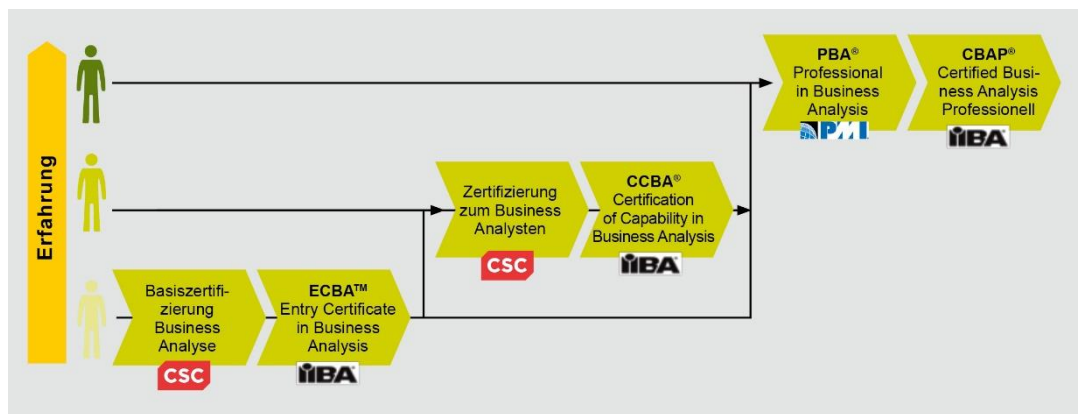 Erfahrung
PBA®
Professional
in Business
Analysis
PMI
CBAP®
Certified Busi-
ness Analysis
Professionell
IIBA
Zertifizierung
zum Business
Analysten
CSC
CCBA®
Certification
of Capability in
Business Analysis
IIBA
Basiszertifi-
zierung
Business
Analyse
CSC
ECBA™
Entry Certificate
in Business
Analysis
IIBA